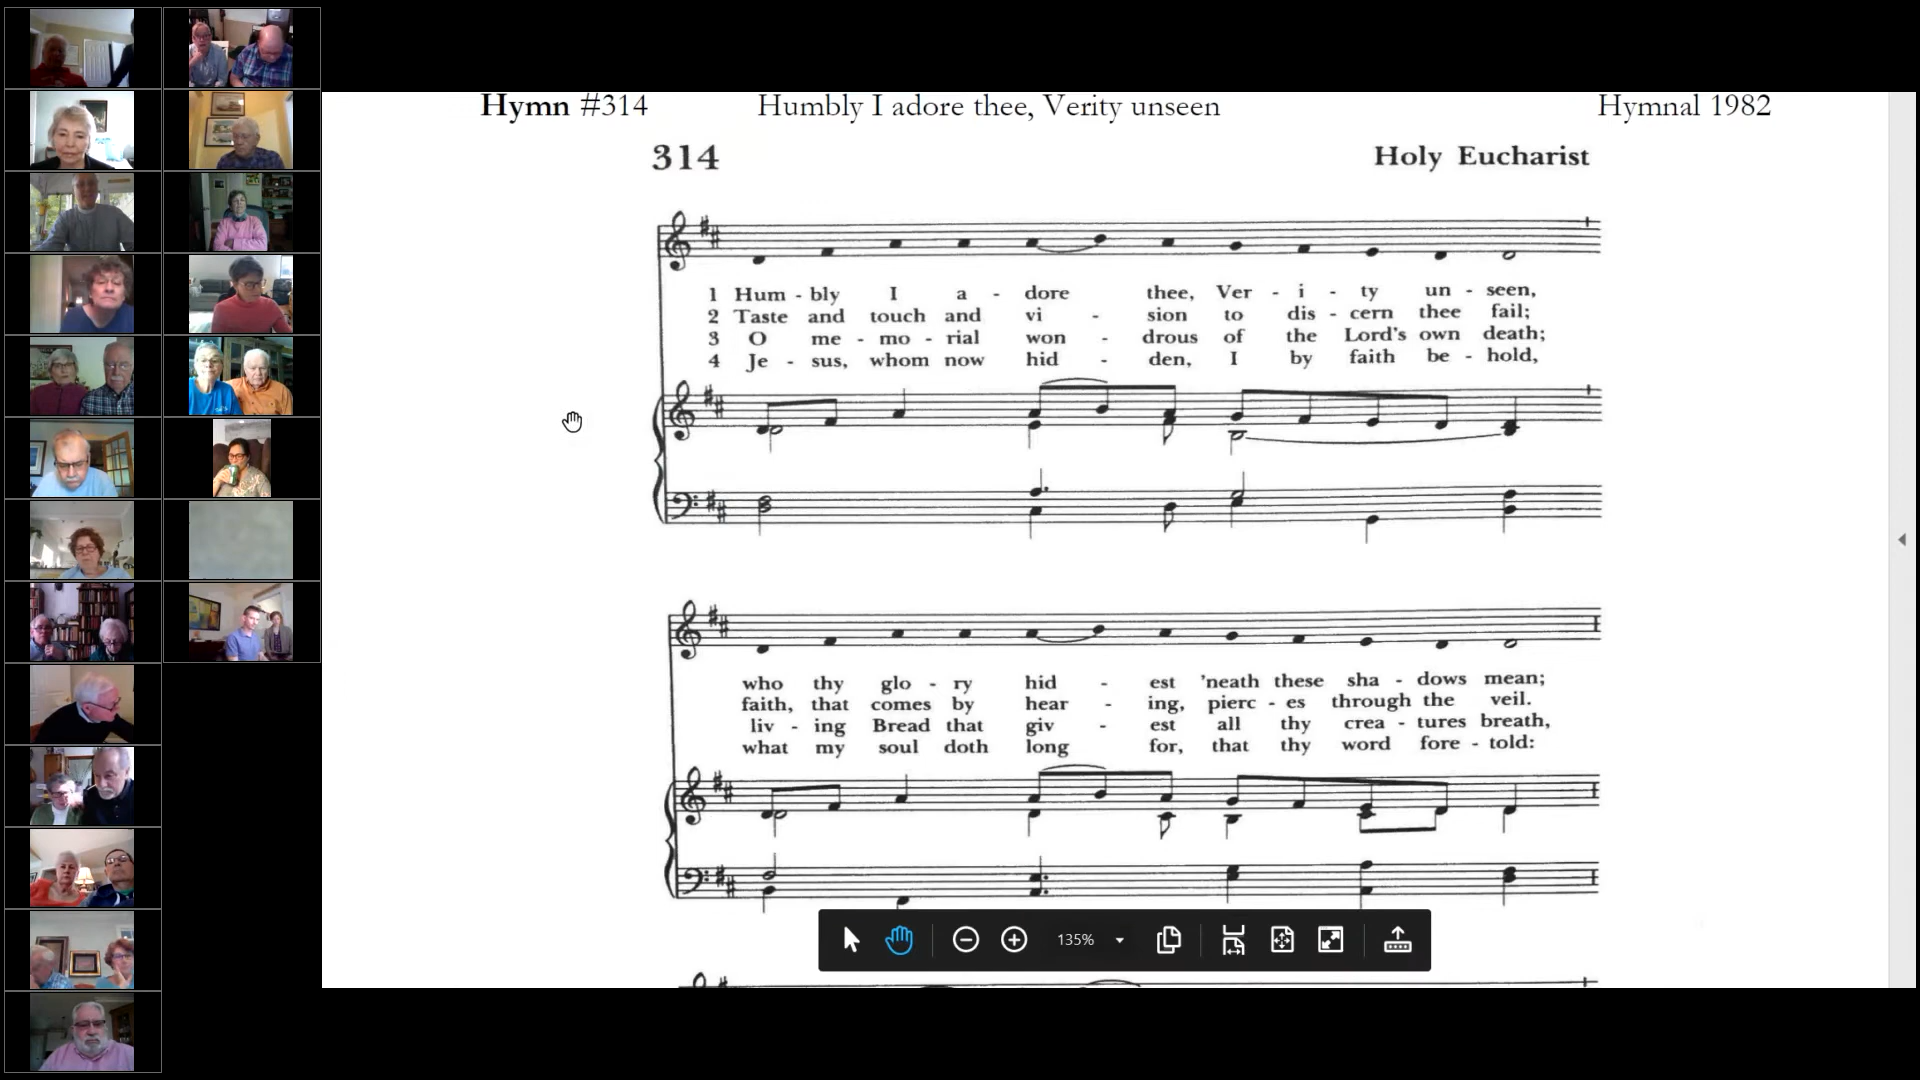 Hymn #314 Humbly I adore thee, Verity unseen Hymnal 1982
314 Holy Eucharist
1 Hum - bly I a - dore thee, Ver - i - ty un - seen,
2 Taste and touch and vi - sion to dis - cern thee fail;
3 O me - mo - rial won - drous of the Lord's own death;
4 Je - sus, whom now hid - den, I by faith be - hold,
who thy glo - ry hid - est 'neath these sha - dows mean;
faith, that comes by hear - ing, pierc - es through the veil.
liv - ing Bread that giv - est all thy crea - tures breath,
what my soul doth long for, that thy word fore - told:
135%